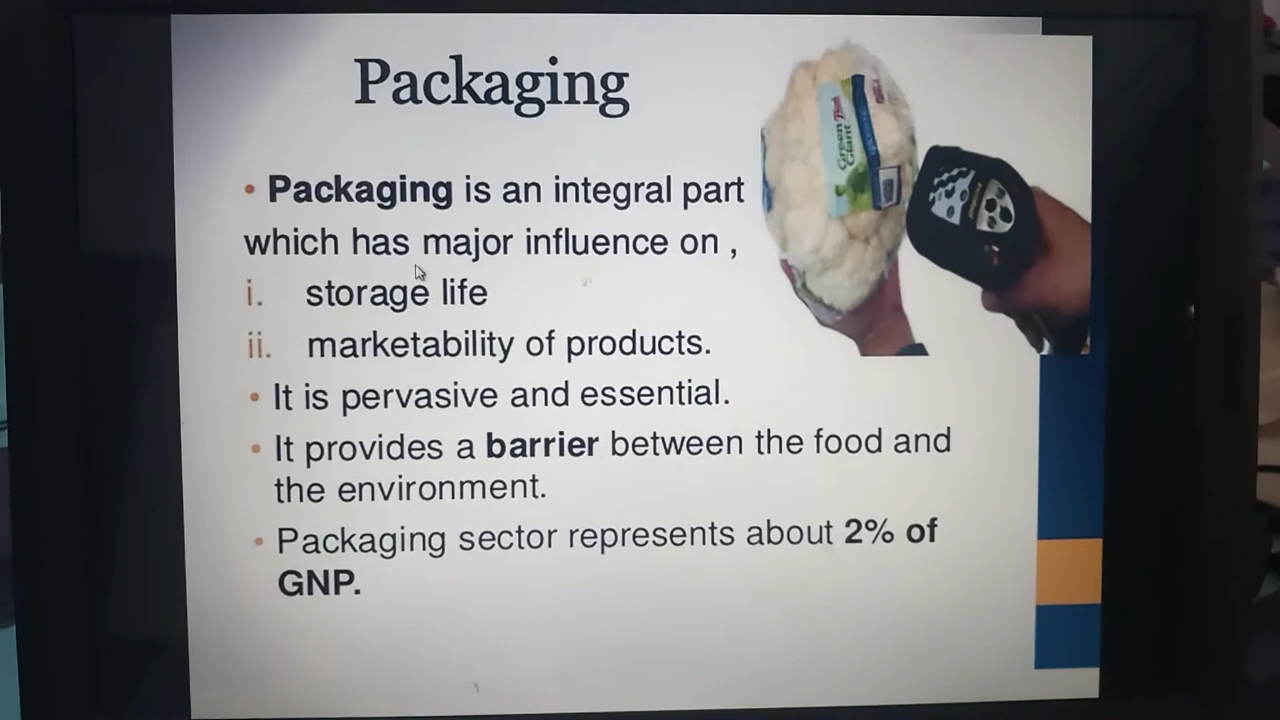 Packaging
• Packaging is an integral part
which has major influence on ,
i. storage life
ii. marketability of products.
• It is pervasive and essential.
• It provides a barrier between the food and
the environment.
• Packaging sector represents about 2% of
GNP.
Green
Giant